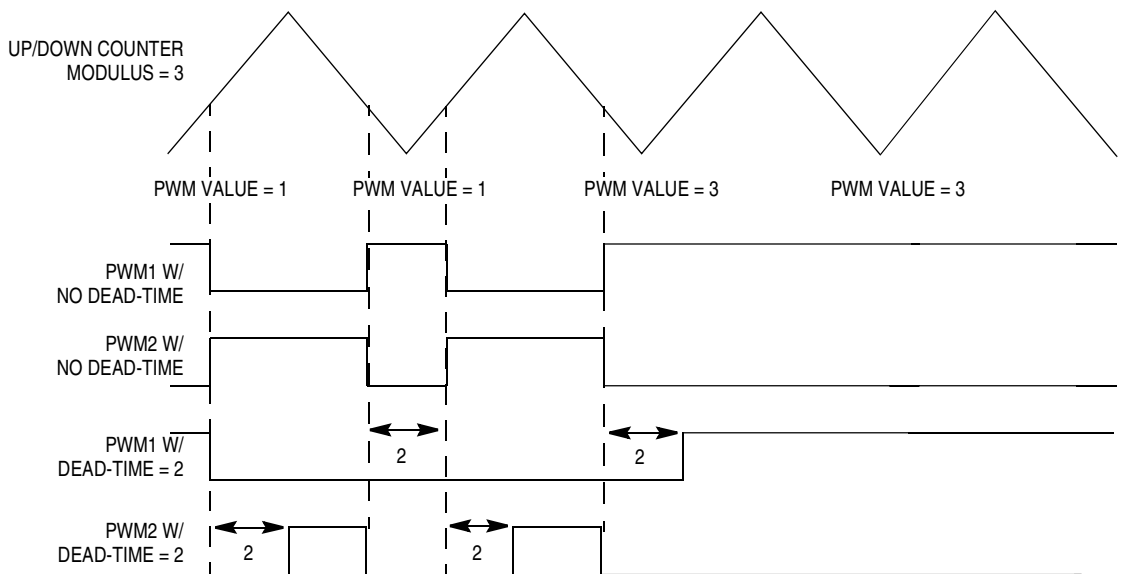 UP/DOWN COUNTER
MODULUS = 3
PWM VALUE = 1
PWM VALUE = 1
PWM VALUE = 3
PWM VALUE = 3
PWM1 W/
NO DEAD-TIME
PWM2 W/
NO DEAD-TIME
PWM1 W/
DEAD-TIME = 2
2
2
PWM2 W/
DEAD-TIME = 2
2
2